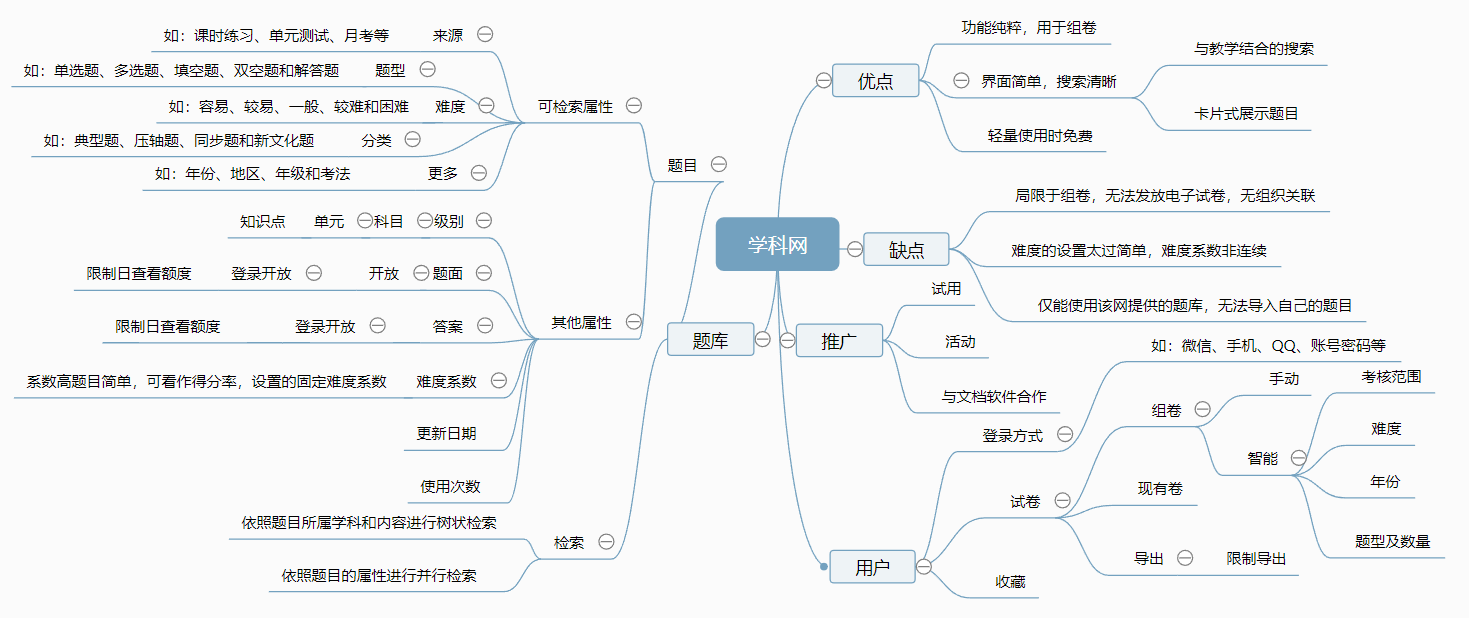 学科网
优点
功能纯粹，用于组卷
界面简单，搜索清晰
与教学结合的搜索
卡片式展示题目
轻量使用时免费
缺点
局限于组卷，无法发放电子试卷，无组织关联
难度的设置太过简单，难度系数非连续
仅能使用该网提供的题库，无法导入自己的题目
推广
试用
活动
与文档软件合作
用户
登录方式
如：微信、手机、QQ、账号密码等
试卷
组卷
手动
智能
考核范围
难度
年份
题型及数量
现有卷
导出
限制导出
收藏
题库
题目
可检索属性
来源
如：课时练习、单元测试、月考等
题型
如：单选题、多选题、填空题、双空题和解答题
难度
如：容易、较易、一般、较难和困难
分类
如：典型题、压轴题、同步题和新文化题
更多
如：年份、地区、年级和考法
其他属性
级别
科目
单元
知识点
题面
开放
登录开放
限制日查看额度
答案
登录开放
限制日查看额度
难度系数
系数高题目简单，可看作得分率，设置的固定难度系数
更新日期
使用次数
检索
依照题目所属学科和内容进行树状检索
依照题目的属性进行并行检索